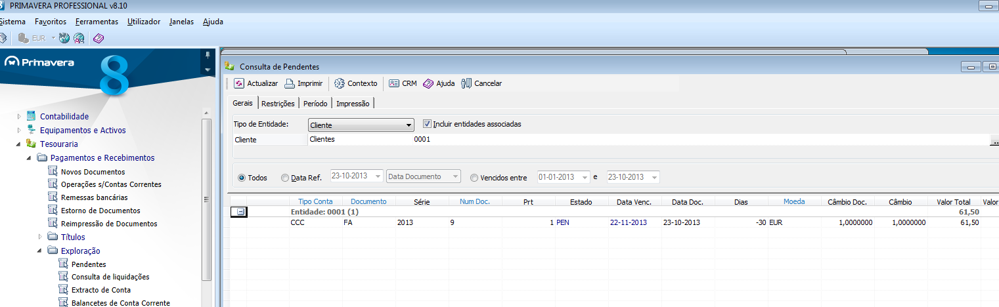 PRIMAVERA PROFESSIONAL v8.10
Sistema Favoritos Ferramentas Utilizador Janelas Ajuda
EUR
Primavera 8
Contabilidade
Equipamentos e Activos
Tesouraria
Pagamentos e Recebimentos
Novos Documentos
Operações s/Contas Correntes
Remessas bancárias
Estorno de Documentos
Reimpressão de Documentos
Títulos
Exploração
Pendentes
Consulta de liquidações
Extracto de Conta
Balancetes de Conta Corrente
Consulta de Pendentes
Actualizar Imprimir Contexto CRM Ajuda Cancelar
Gerais Restrições Período Impressão
Tipo de Entidade: Cliente Incluir entidades associadas
Cliente Clientes 0001 ...
Todos Data Ref. 23-10-2013 Data Documento Vencidos entre 01-01-2013 e 23-10-2013
Tipo Conta Documento Série Num Doc. Prt Estado Data Venc. Data Doc. Dias Moeda Câmbio Doc. Câmbio Valor Total Valor
Entidade: 0001 (1) 61,50
CCC FA 2013 9 1 PEN 22-11-2013 23-10-2013 -30 EUR 1,0000000 1,0000000 61,50